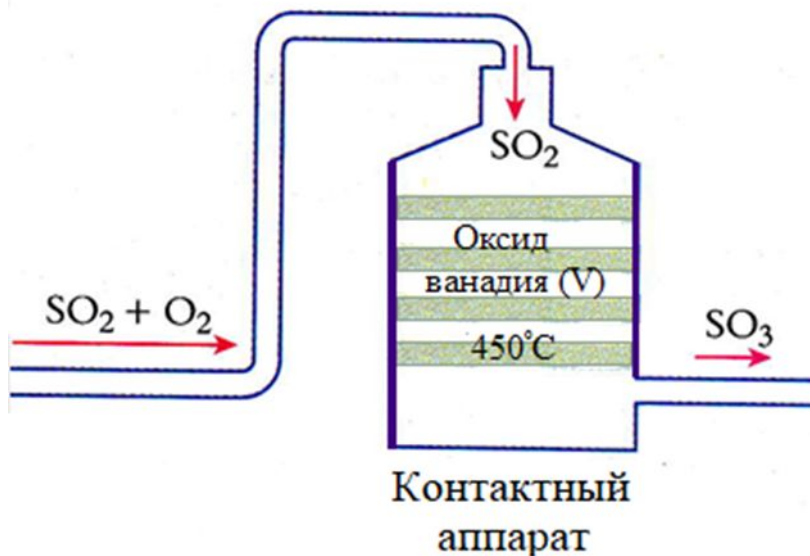 SO₂
Оксид
ванадия (V)
SO₂ + O₂
SO₃
450°C
Контактный
аппарат